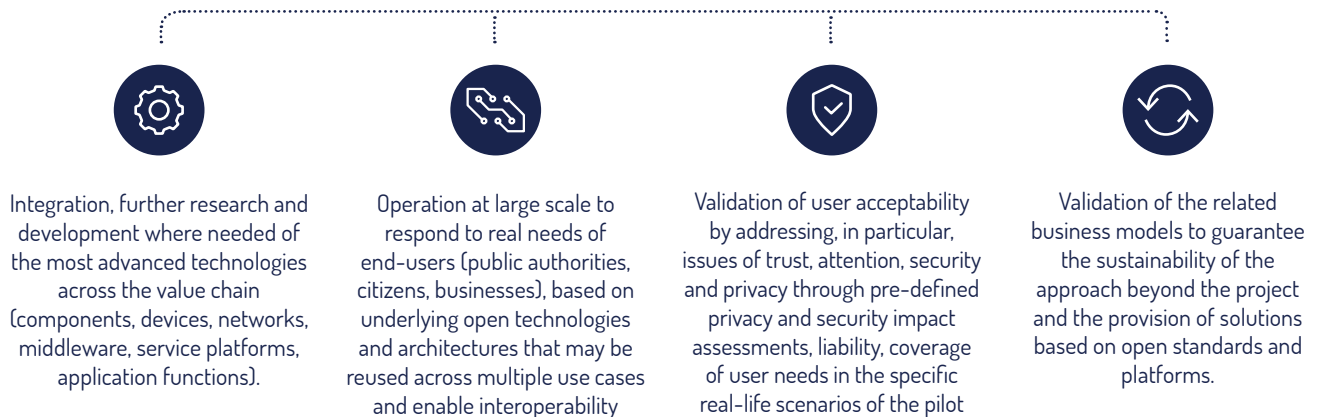 Integration, further research and
development where needed of
the most advanced technologies
across the value chain
(components, devices, networks,
middleware, service platforms,
application functions).
Operation at large scale to
respond to real needs of
end-users (public authorities,
citizens, businesses), based on
underlying open technologies
and architectures that may be
reused across multiple use cases
and enable interoperability
Validation of user acceptability
by addressing, in particular,
issues of trust, attention, security
and privacy through pre-defined
privacy and security impact
assessments, liability, coverage
of user needs in the specific
real-life scenarios of the pilot
Validation of the related
business models to guarantee
the sustainability of the
approach beyond the project
and the provision of solutions
based on open standards and
platforms.